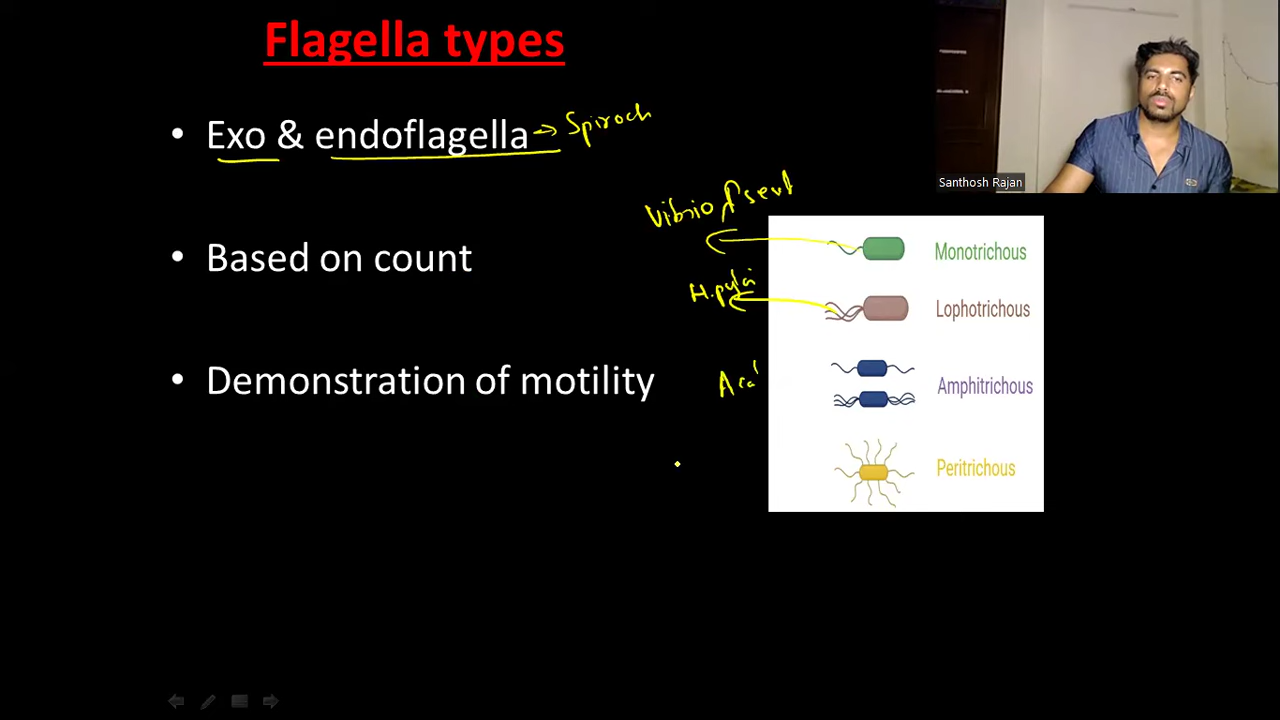 Flagella types
• Exo & endoflagella → Spiroch
Vibrio, Pseud
• Based on count
Monotrichous
H. pylori
Lophotrichous
• Demonstration of motility
Amphitrichous
Peritrichous
Santhosh Rajan